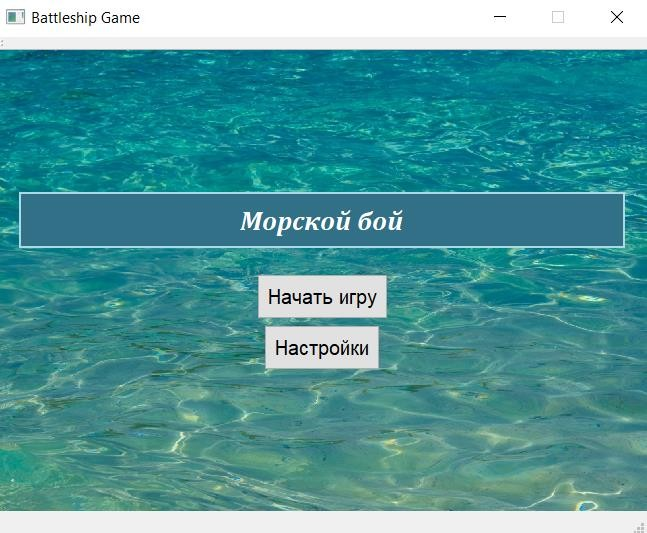 Battleship Game
Морской бой
Начать игру
Настройки